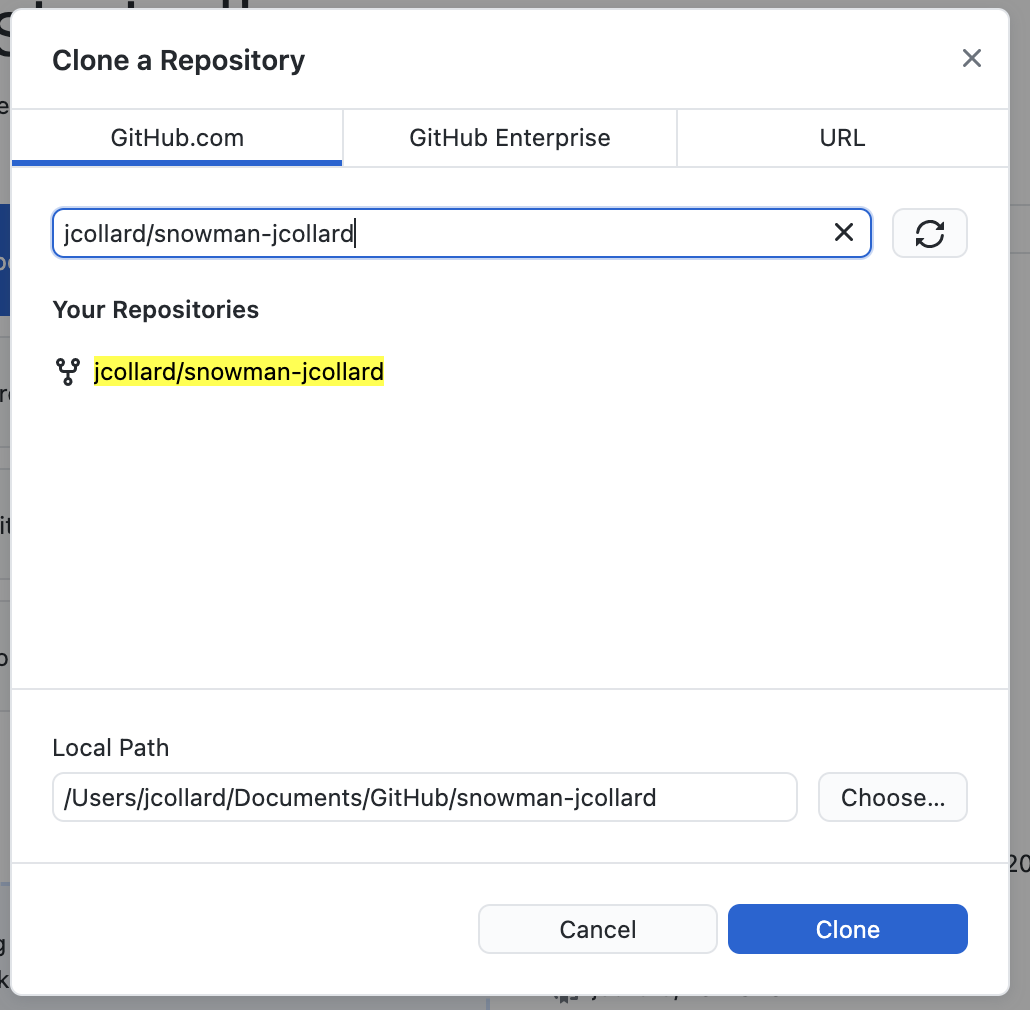 Clone a Repository
GitHub.com
GitHub Enterprise
URL
jcollard/snowman-jcollard
Your Repositories
jcollard/snowman-jcollard
Local Path
/Users/jcollard/Documents/GitHub/snowman-jcollard
Choose...
Cancel
Clone